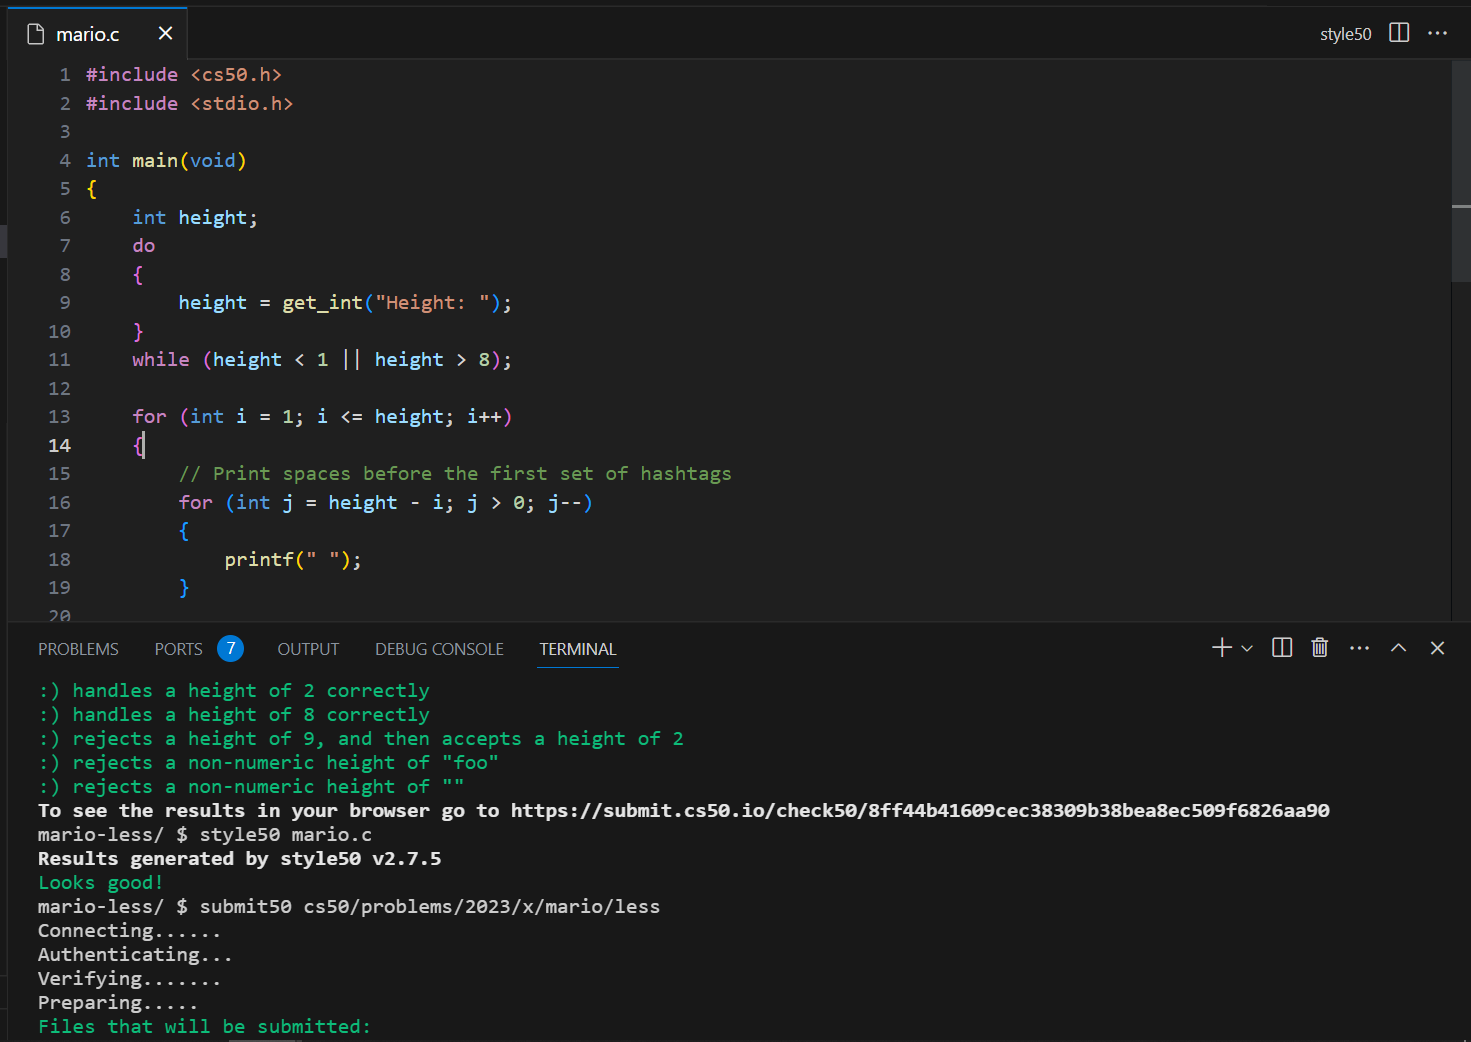 mario.c
style50
1 #include <cs50.h>
2 #include <stdio.h>
3
4 int main(void)
5 {
6     int height;
7     do
8     {
9         height = get_int("Height: ");
10     }
11     while (height < 1 || height > 8);
12
13     for (int i = 1; i <= height; i++)
14     {
15         // Print spaces before the first set of hashtags
16         for (int j = height - i; j > 0; j--)
17         {
18             printf(" ");
19         }
20
PROBLEMS PORTS 7 OUTPUT DEBUG CONSOLE TERMINAL
:) handles a height of 2 correctly
:) handles a height of 8 correctly
:) rejects a height of 9, and then accepts a height of 2
:) rejects a non-numeric height of "foo"
:) rejects a non-numeric height of ""
To see the results in your browser go to https://submit.cs50.io/check50/8ff44b41609cec38309b38bea8ec509f6826aa90
mario-less/ $ style50 mario.c
Results generated by style50 v2.7.5
Looks good!
mario-less/ $ submit50 cs50/problems/2023/x/mario/less
Connecting......
Authenticating...
Verifying.......
Preparing.....
Files that will be submitted: